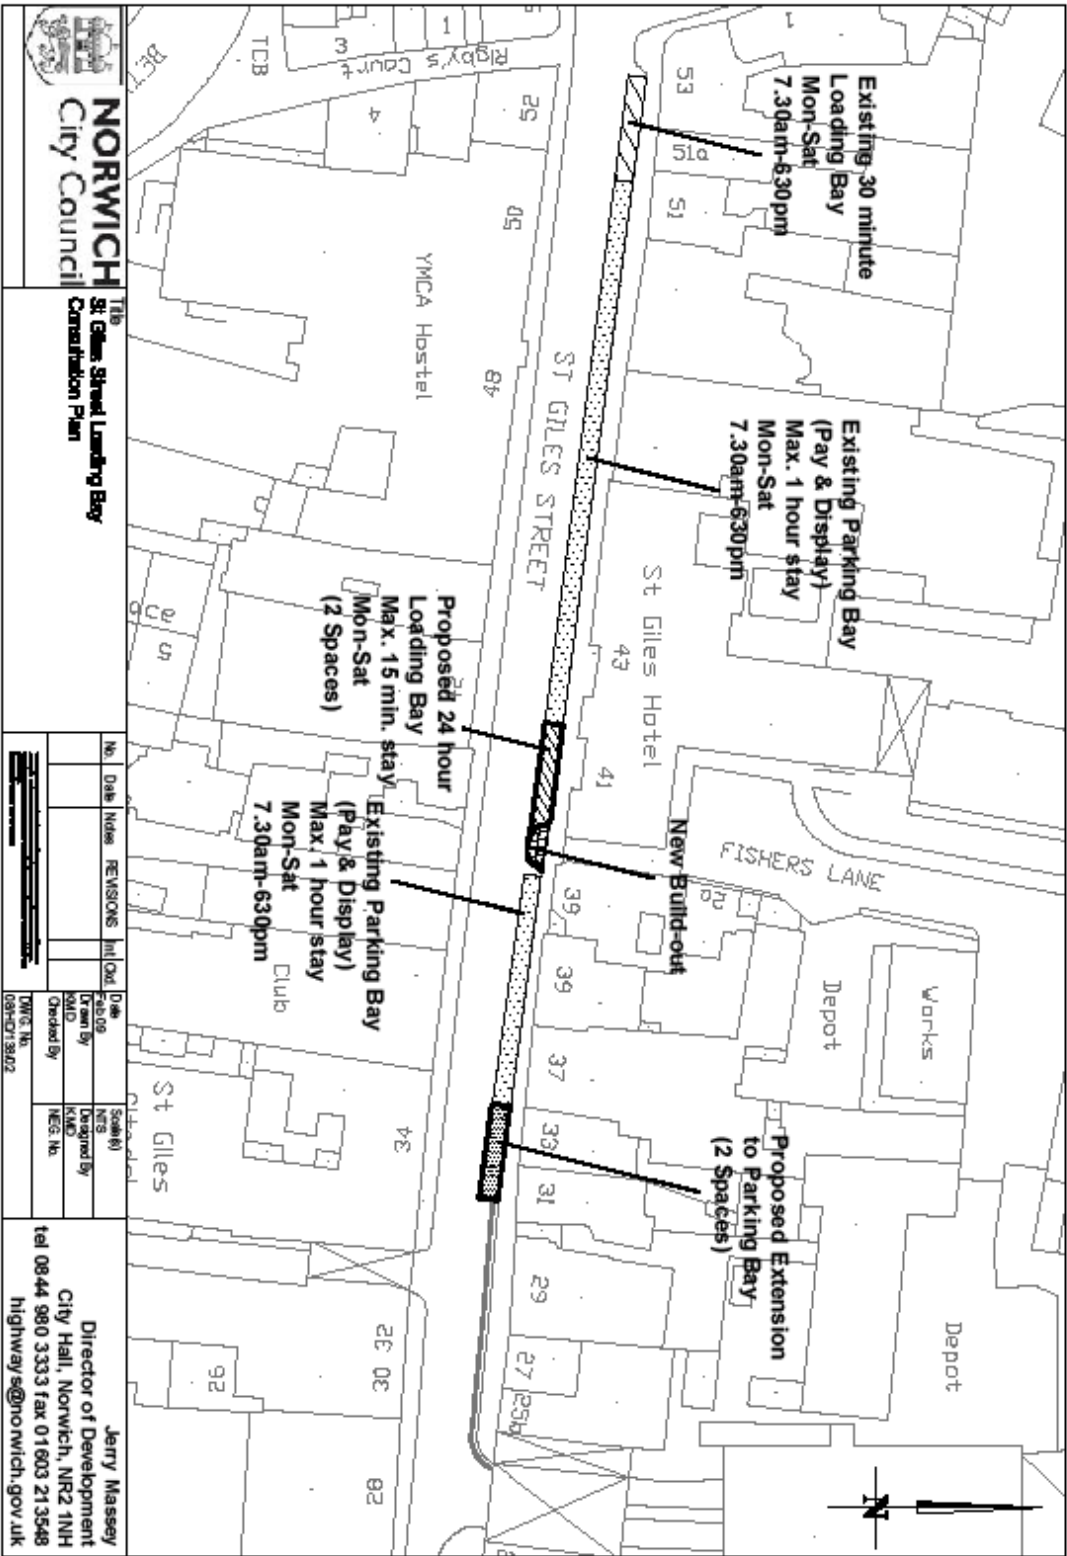 Existing 30 minute
Loading Bay
Mon-Sat
7.30am-630pm
Existing Parking Bay
(Pay & Display)
Max. 1 hour stay
Mon-Sat
7.30am-630pm
New Build-out
Proposed Extension
to Parking Bay
(2 Spaces)
Proposed 24 hour
Loading Bay
Max. 15 min. stay
Mon-Sat
(2 Spaces)
Existing Parking Bay
(Pay & Display)
Max. 1 hour stay
Mon-Sat
7.30am-630pm
N
1
53
51a
51
St Giles Hotel
43
41
FISHERS LANE
Works
Depot
Depot
39
39
37
33
31
29
27
25b
ST GILES STREET
Rigby's Court
1
3
4
TCB
52
50
YMCA Hostel
48
Club
34
St Giles
32
30
28
26
NORWICH
City Council
Title
St Giles Street Loading Bay
Consultation Plan
No.
Date
Notes
REVISIONS
Int
Ckd.
Date
Feb 09
Scale(s)
NTS
Drawn By
KMD
Designed By
KMD
Checked By
NEG. No.
DWG. No.
Jerry Massey
Director of Development
City Hall, Norwich, NR2 1NH
tel 0844 980 3333 fax 01603 213548
highways@norwich.gov.uk